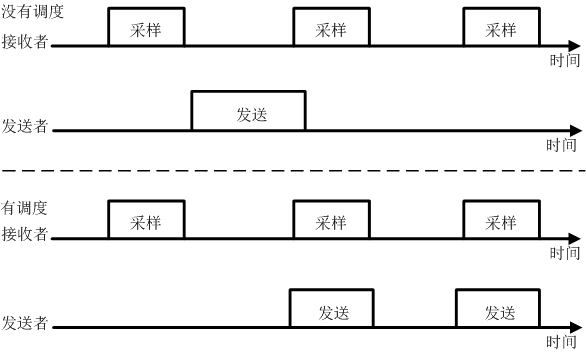 没有调度
采样 采样 采样
接收者
时间
发送
发送者
时间
有调度
采样 采样 采样
接收者
时间
发送 发送
发送者
时间